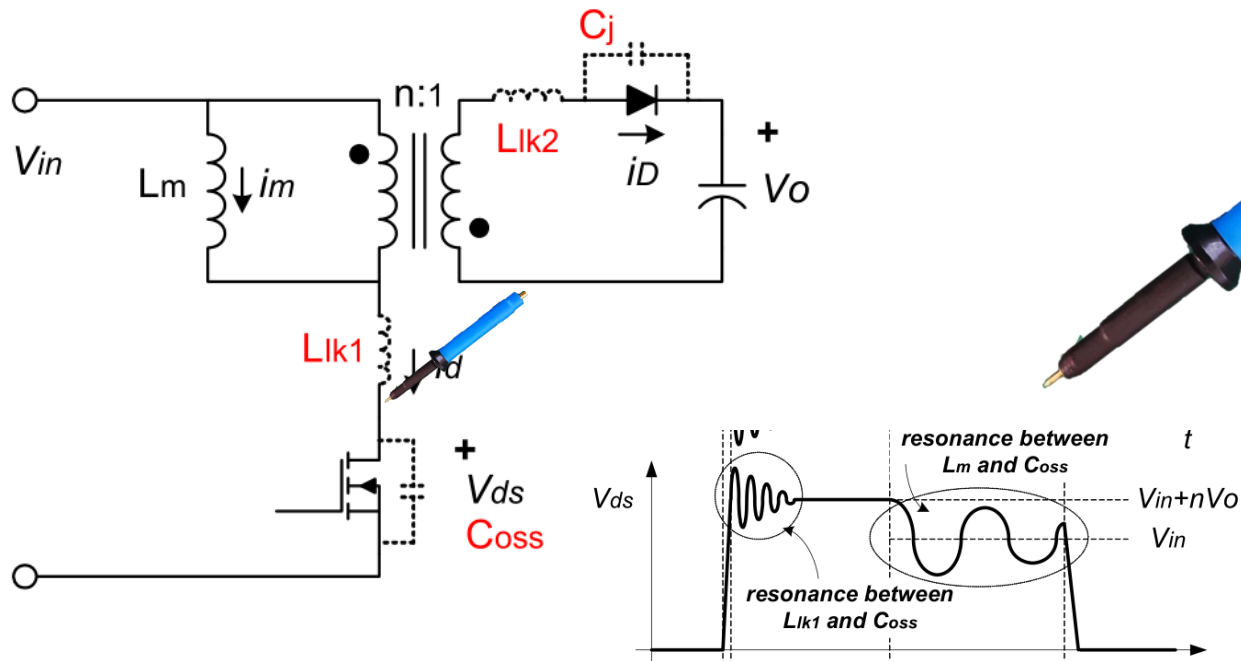 Cj
n:1
Llk2
+
Vin
Lm
im
iD
Vo
Llk1
id
+
Vds
Coss
resonance between
Lm and Coss
t
Vds
Vin+nVo
Vin
resonance between
Llk1 and Coss